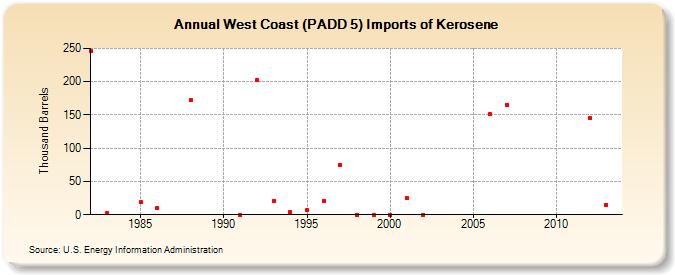 Annual West Coast (PADD 5) Imports of Kerosene
Thousand Barrels
250
200
150
100
50
0
1985 1990 1995 2000 2005 2010
Source: U.S. Energy Information Administration